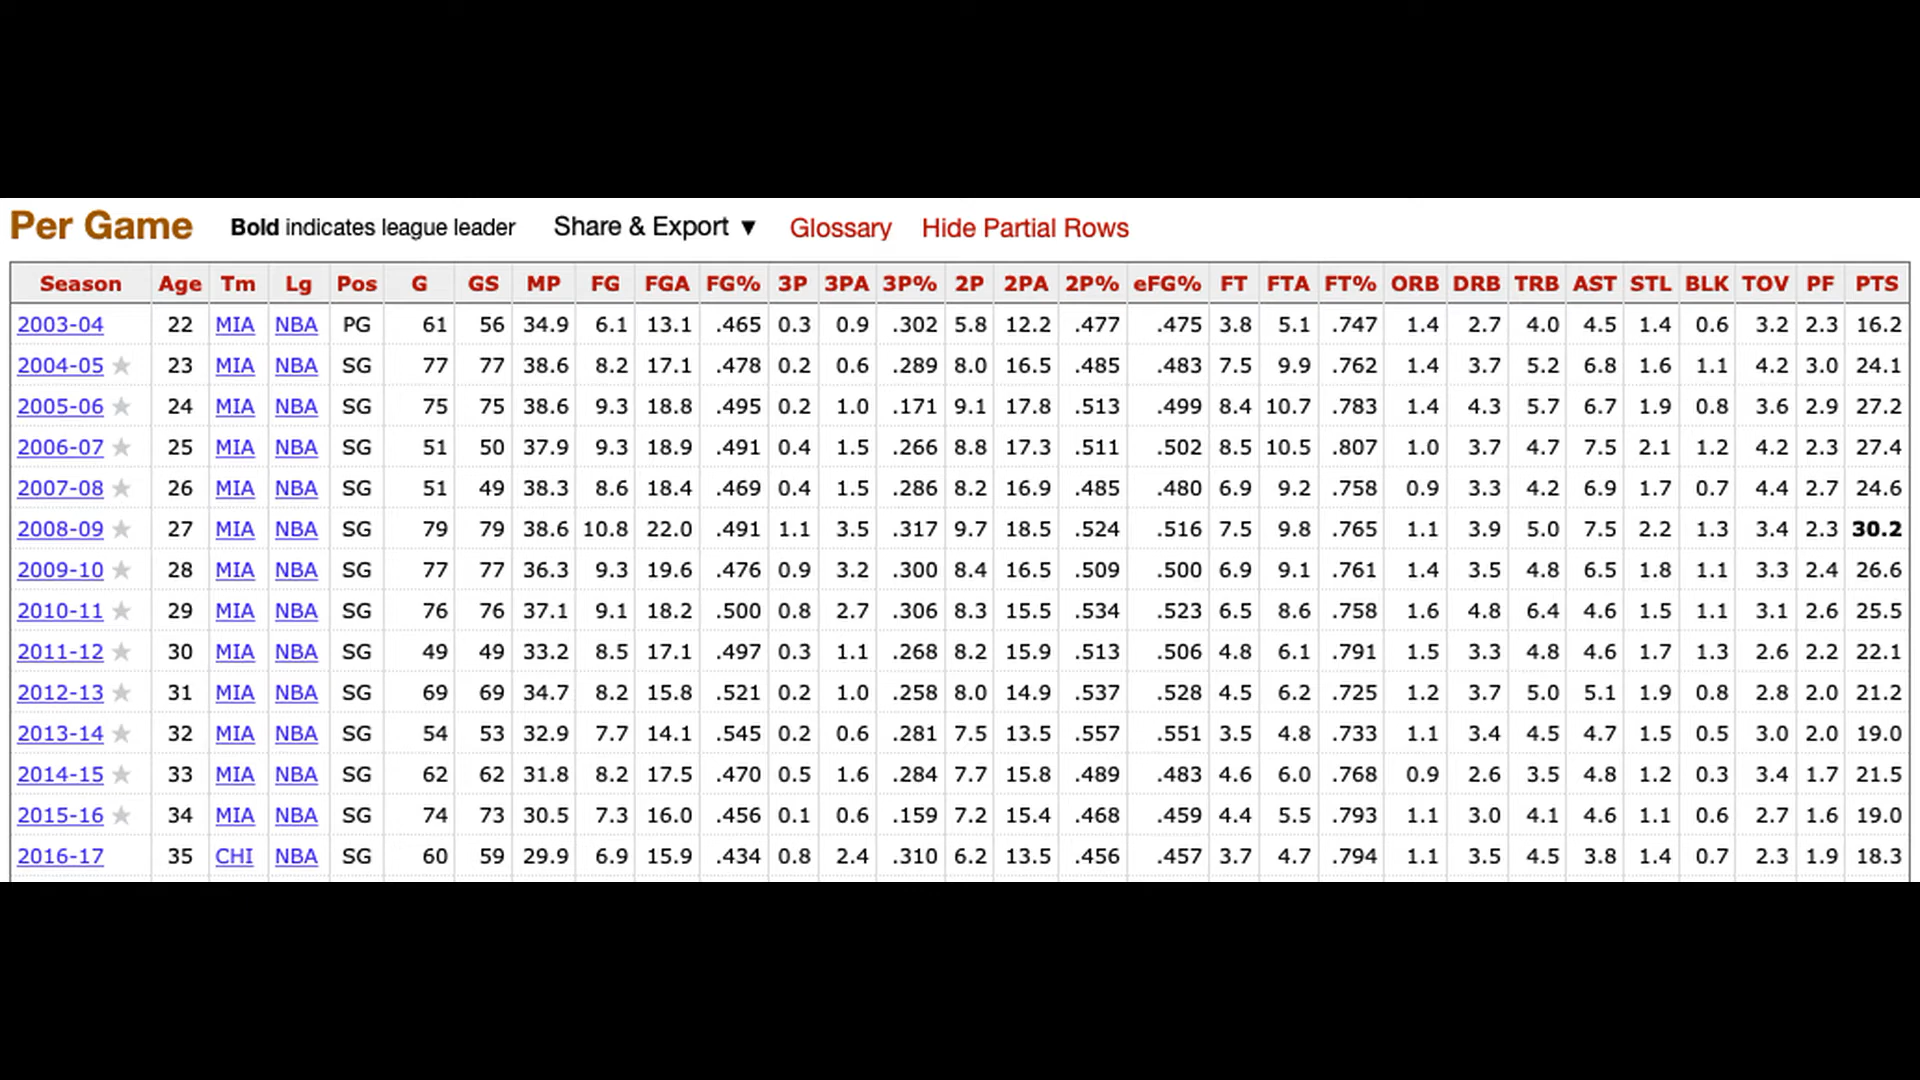 Per Game Bold indicates league leader Share & Export ▼ Glossary Hide Partial Rows
Season Age Tm Lg Pos G GS MP FG FGA FG% 3P 3PA 3P% 2P 2PA 2P% eFG% FT FTA FT% ORB DRB TRB AST STL BLK TOV PF PTS
2003-04 22 MIA NBA PG 61 56 34.9 6.1 13.1 .465 0.3 0.9 .302 5.8 12.2 .477 .475 3.8 5.1 .747 1.4 2.7 4.0 4.5 1.4 0.6 3.2 2.3 16.2
2004-05 ★ 23 MIA NBA SG 77 77 38.6 8.2 17.1 .478 0.2 0.6 .289 8.0 16.5 .485 .483 7.5 9.9 .762 1.4 3.7 5.2 6.8 1.6 1.1 4.2 3.0 24.1
2005-06 ★ 24 MIA NBA SG 75 75 38.6 9.3 18.8 .495 0.2 1.0 .171 9.1 17.8 .513 .499 8.4 10.7 .783 1.4 4.3 5.7 6.7 1.9 0.8 3.6 2.9 27.2
2006-07 ★ 25 MIA NBA SG 51 50 37.9 9.3 18.9 .491 0.4 1.5 .266 8.8 17.3 .511 .502 8.5 10.5 .807 1.0 3.7 4.7 7.5 2.1 1.2 4.2 2.3 27.4
2007-08 ★ 26 MIA NBA SG 51 49 38.3 8.6 18.4 .469 0.4 1.5 .286 8.2 16.9 .485 .480 6.9 9.2 .758 0.9 3.3 4.2 6.9 1.7 0.7 4.4 2.7 24.6
2008-09 ★ 27 MIA NBA SG 79 79 38.6 10.8 22.0 .491 1.1 3.5 .317 9.7 18.5 .524 .516 7.5 9.8 .765 1.1 3.9 5.0 7.5 2.2 1.3 3.4 2.3 30.2
2009-10 ★ 28 MIA NBA SG 77 77 36.3 9.3 19.6 .476 0.9 3.2 .300 8.4 16.5 .509 .500 6.9 9.1 .761 1.4 3.5 4.8 6.5 1.8 1.1 3.3 2.4 26.6
2010-11 ★ 29 MIA NBA SG 76 76 37.1 9.1 18.2 .500 0.8 2.7 .306 8.3 15.5 .534 .523 6.5 8.6 .758 1.6 4.8 6.4 4.6 1.5 1.1 3.1 2.6 25.5
2011-12 ★ 30 MIA NBA SG 49 49 33.2 8.5 17.1 .497 0.3 1.1 .268 8.2 15.9 .513 .506 4.8 6.1 .791 1.5 3.3 4.8 4.6 1.7 1.3 2.6 2.2 22.1
2012-13 ★ 31 MIA NBA SG 69 69 34.7 8.2 15.8 .521 0.2 1.0 .258 8.0 14.9 .537 .528 4.5 6.2 .725 1.2 3.7 5.0 5.1 1.9 0.8 2.8 2.0 21.2
2013-14 ★ 32 MIA NBA SG 54 53 32.9 7.7 14.1 .545 0.2 0.6 .281 7.5 13.5 .557 .551 3.5 4.8 .733 1.1 3.4 4.5 4.7 1.5 0.5 3.0 2.0 19.0
2014-15 ★ 33 MIA NBA SG 62 62 31.8 8.2 17.5 .470 0.5 1.6 .284 7.7 15.8 .489 .483 4.6 6.0 .768 0.9 2.6 3.5 4.8 1.2 0.3 3.4 1.7 21.5
2015-16 ★ 34 MIA NBA SG 74 73 30.5 7.3 16.0 .456 0.1 0.6 .159 7.2 15.4 .468 .459 4.4 5.5 .793 1.1 3.0 4.1 4.6 1.1 0.6 2.7 1.6 19.0
2016-17 35 CHI NBA SG 60 59 29.9 6.9 15.9 .434 0.8 2.4 .310 6.2 13.5 .456 .457 3.7 4.7 .794 1.1 3.5 4.5 3.8 1.4 0.7 2.3 1.9 18.3